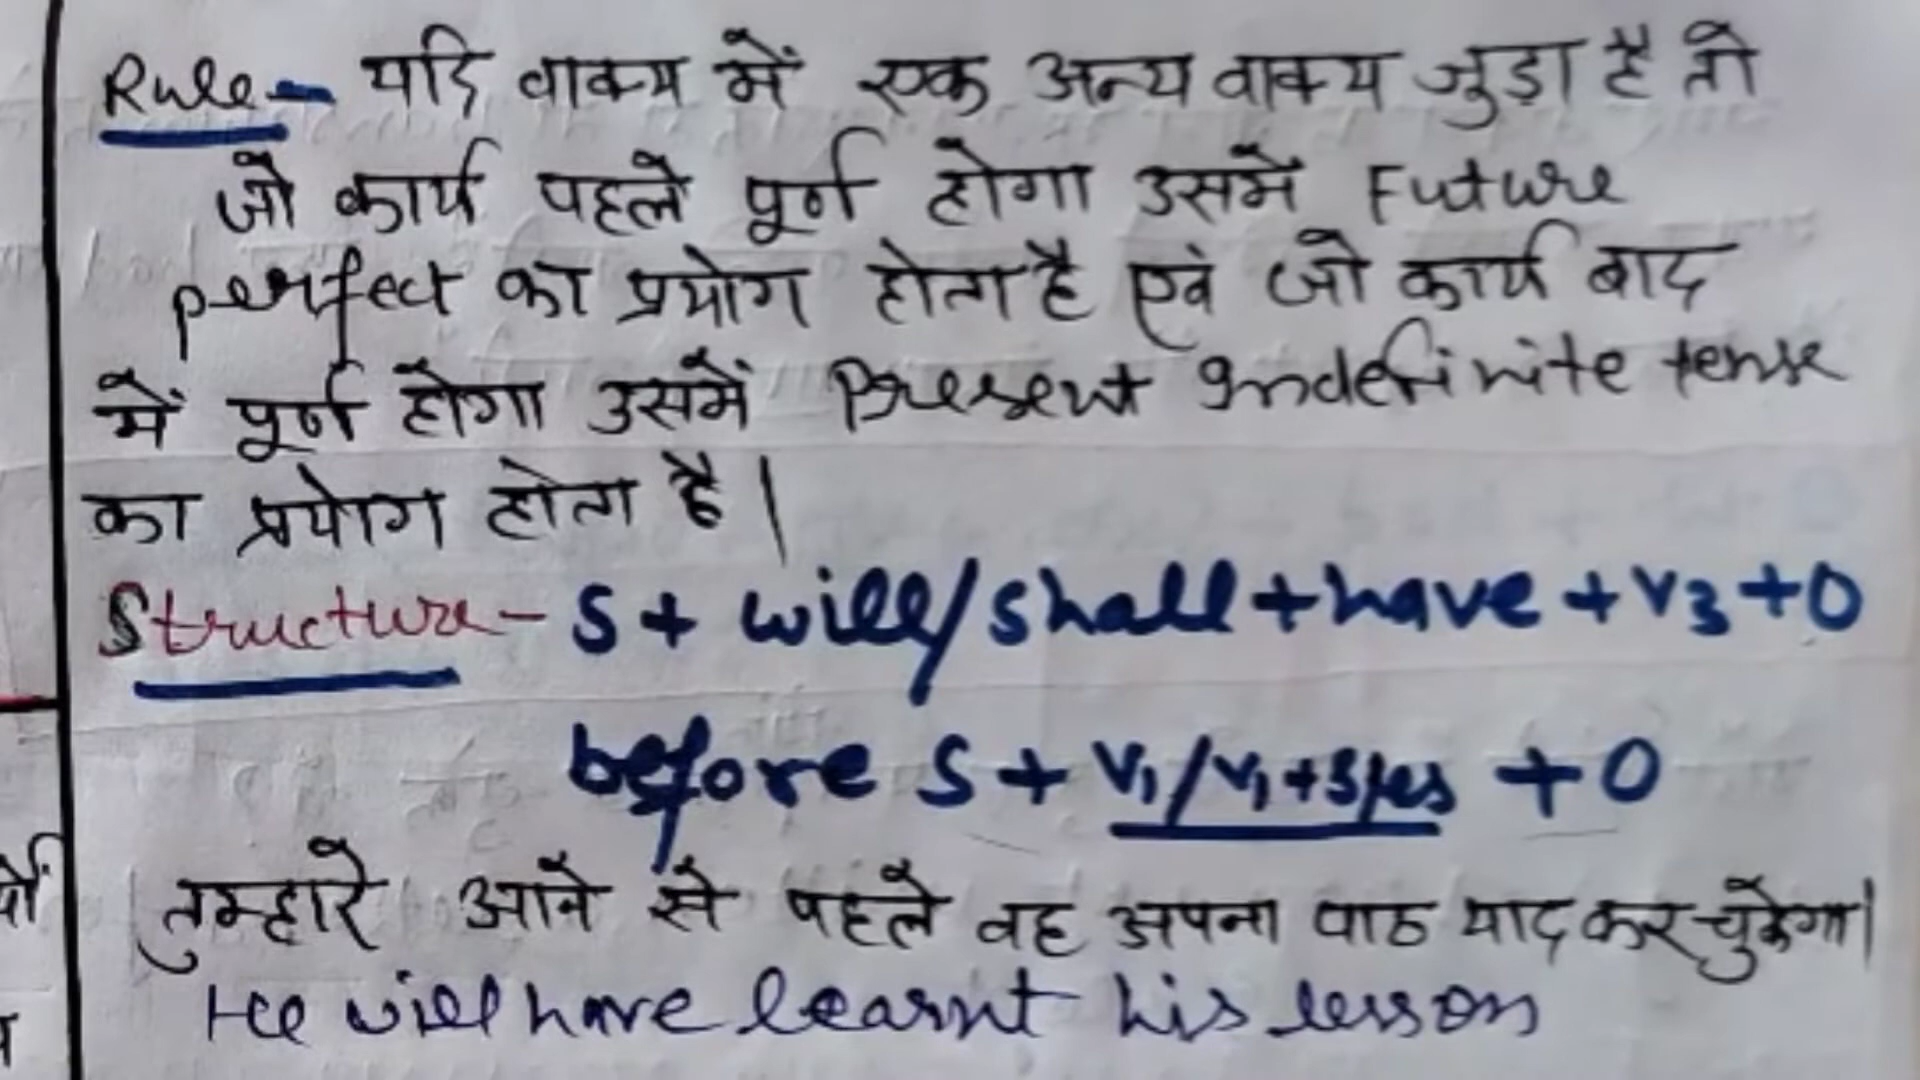 Rule - यदि वाक्य में एक अन्य वाक्य जुड़ा है तो
जो कार्य पहले पूर्ण होगा उसमें Future
perfect का प्रयोग होता है एवं जो कार्य बाद
में पूर्ण होगा उसमें Present Indefinite tense
का प्रयोग होता है।
Structure - S + will/shall + have + V3 + O
before S + V1/V1+s/es + O
तुम्हारे आने से पहले वह अपना पाठ याद कर चुकेगा।
He will have learnt his lesson